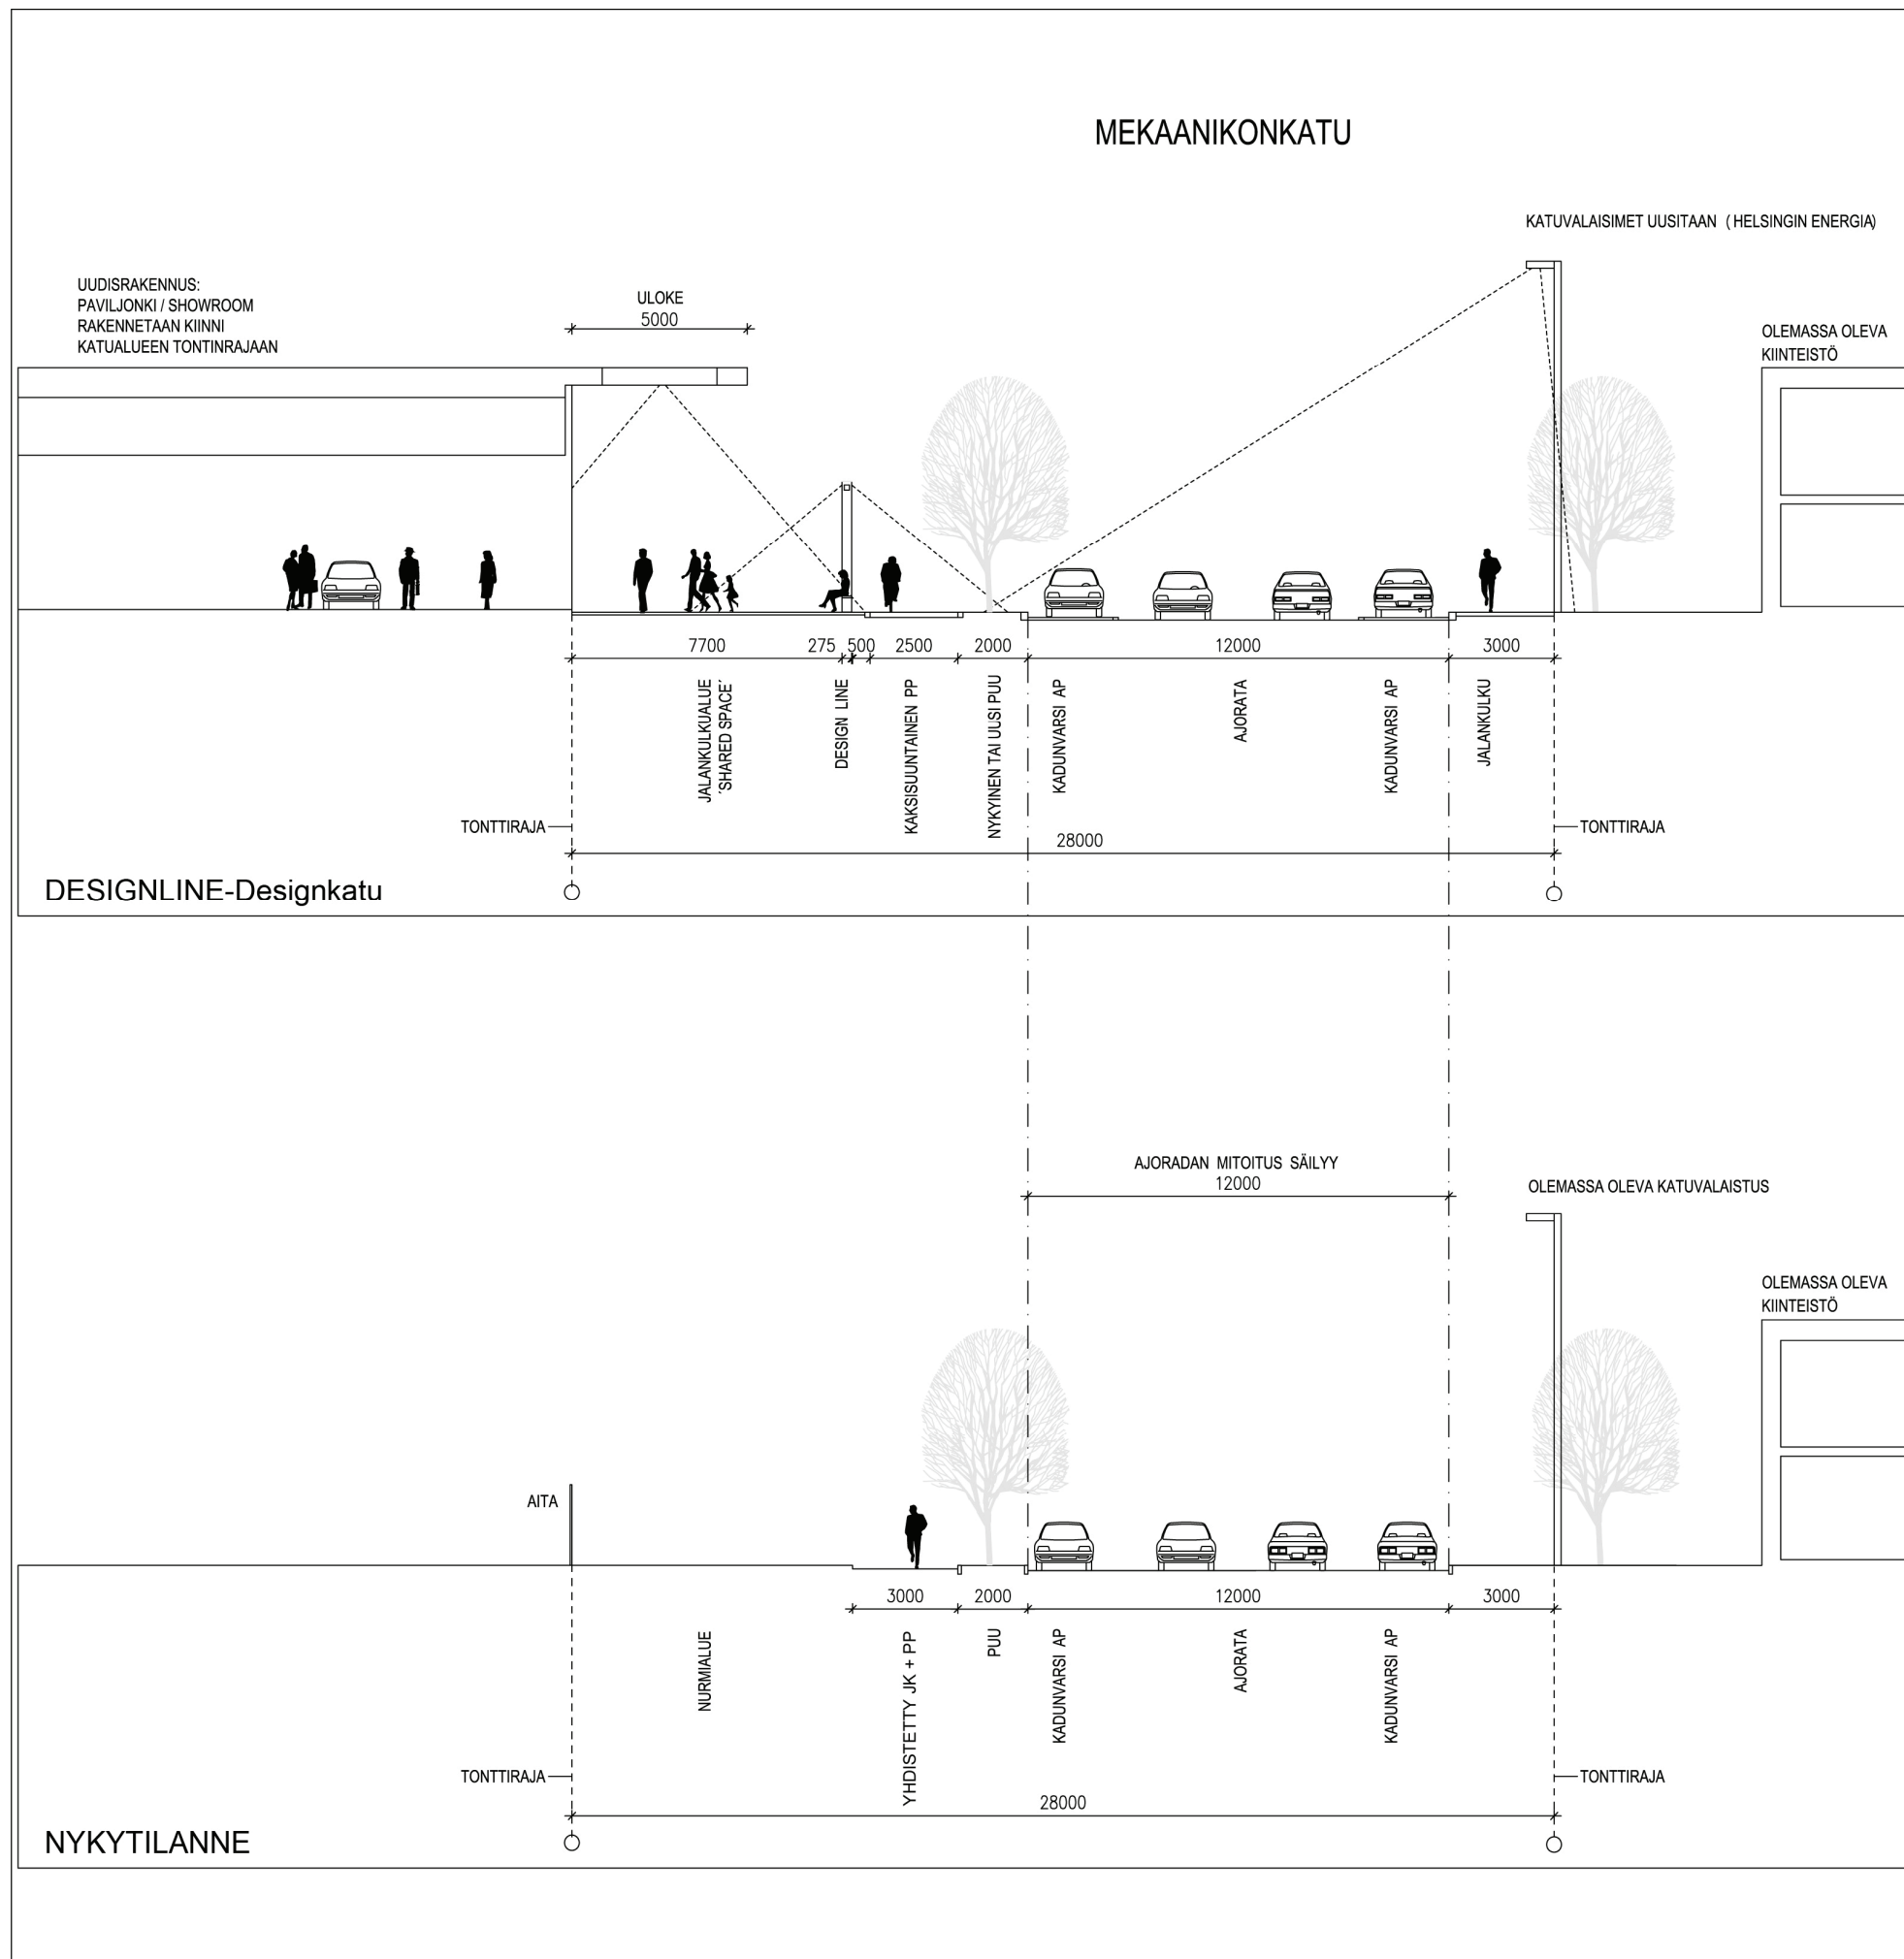 MEKAANIKONKATU
KATUVALAISIMET UUSITAAN ( HELSINGIN ENERGIA)
UUDISRAKENNUS:
PAVILJONKI / SHOWROOM
RAKENNETAAN KIINNI
KATUALUEEN TONTINRAJAAN
ULOKE
5000
OLEMASSA OLEVA
KIINTEISTÖ
7700
275
500
2500
2000
12000
3000
JALANKULKUALUE
´SHARED SPACE´
DESIGN LINE
KAKSISUUNTAINEN PP
NYKYINEN TAI UUSI PUU
KADUNVARSI AP
AJORATA
KADUNVARSI AP
JALANKULKU
TONTTIRAJA
TONTTIRAJA
28000
DESIGNLINE-Designkatu
AJORADAN MITOITUS SÄILYY
12000
OLEMASSA OLEVA KATUVALAISTUS
OLEMASSA OLEVA
KIINTEISTÖ
AITA
3000
2000
12000
3000
NURMIALUE
YHDISTETTY JK + PP
PUU
KADUNVARSI AP
AJORATA
KADUNVARSI AP
TONTTIRAJA
TONTTIRAJA
28000
NYKYTILANNE